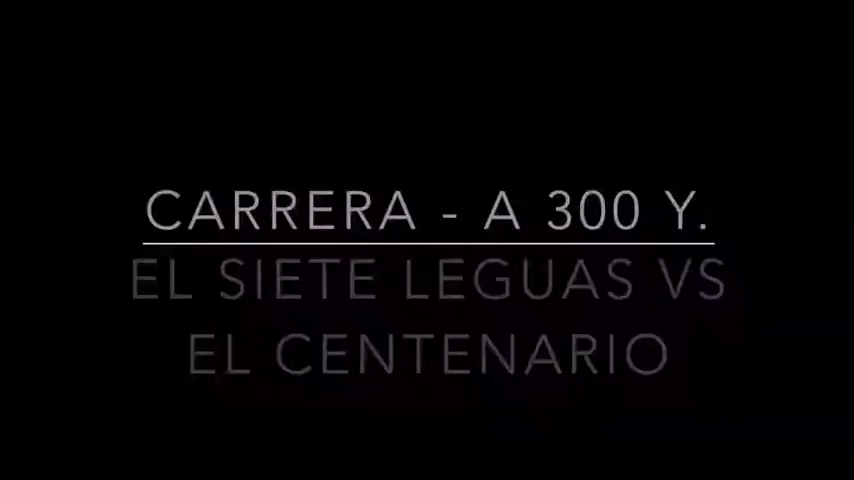 CARRERA - A 300 Y.
EL SIETE LEGUAS VS
EL CENTENARIO